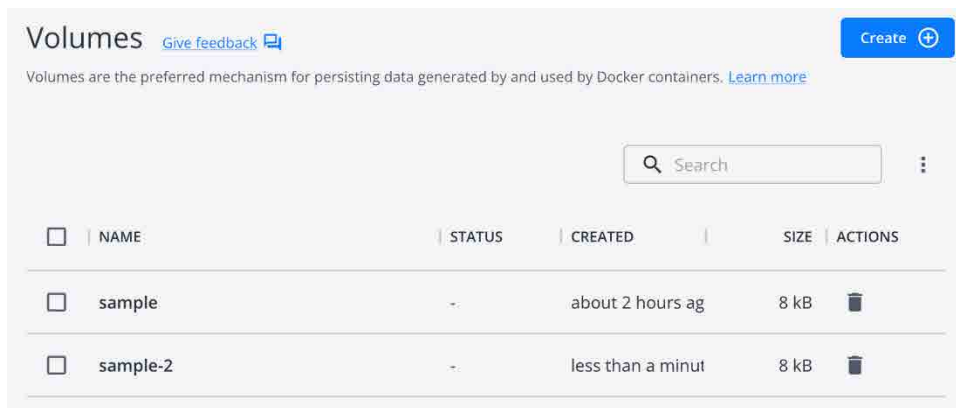 Volumes Give feedback Create
Volumes are the preferred mechanism for persisting data generated by and used by Docker containers. Learn more
Search
NAME STATUS CREATED SIZE ACTIONS
sample - about 2 hours ag 8 kB
sample-2 - less than a minut 8 kB